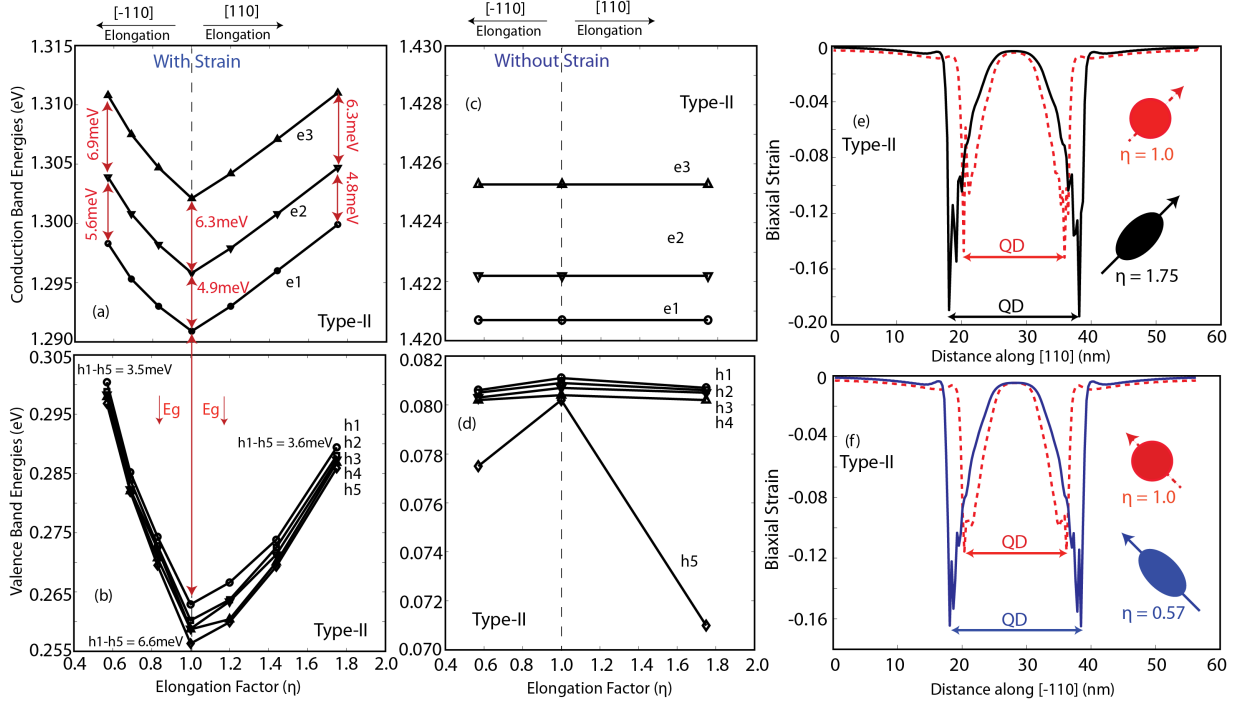 [-110]
[110]
Elongation
Elongation
With Strain
Conduction Band Energies (eV)
1.315
1.310
1.305
1.300
1.295
1.290
6.9meV
5.6meV
6.3meV
4.8meV
6.3meV
4.9meV
e3
e2
e1
(a)
Type-II
Valence Band Energies (eV)
0.305
0.295
0.285
0.275
0.265
0.255
h1-h5 = 3.5meV
Eg
Eg
h1-h5 = 3.6meV
h1
h2
h3
h4
h5
(b)
h1-h5 = 6.6meV
Type-II
0.4 0.6 0.8 1.0 1.2 1.4 1.6 1.8 2.0
Elongation Factor (η)
[-110]
[110]
Elongation
Elongation
Without Strain
1.430
1.428
1.426
1.424
1.422
1.420
(c)
Type-II
e3
e2
e1
0.082
0.080
0.078
0.076
0.074
0.072
0.070
(d)
h1
h2
h3
h4
h5
Type-II
0.4 0.6 0.8 1.0 1.2 1.4 1.6 1.8 2.0
Elongation Factor (η)
Biaxial Strain
0
-0.04
-0.08
-0.12
-0.16
-0.20
(e)
Type-II
η = 1.0
η = 1.75
QD
QD
0 10 20 30 40 50 60
Distance along [110] (nm)
Biaxial Strain
0
-0.04
-0.08
-0.12
-0.16
(f)
Type-II
η = 1.0
η = 0.57
QD
QD
0 10 20 30 40 50 60
Distance along [-110] (nm)